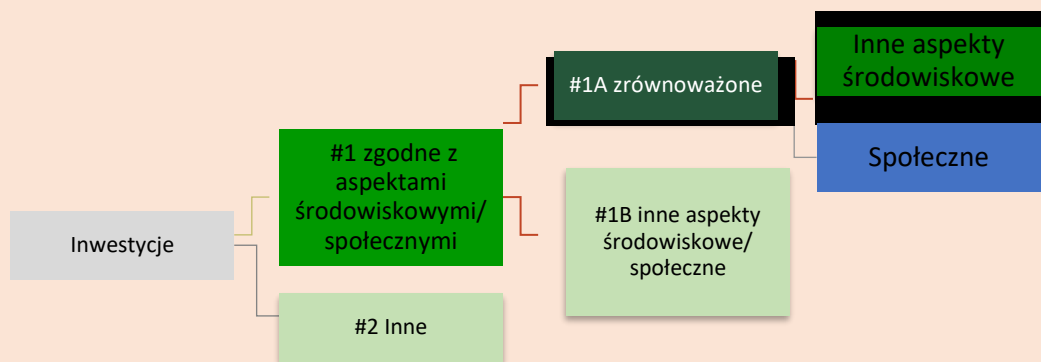 Inwestycje
#1 zgodne z
aspektami
środowiskowymi/
społecznymi
#2 Inne
#1A zrównoważone
#1B inne aspekty
środowiskowe/
społeczne
Inne aspekty
środowiskowe
Społeczne